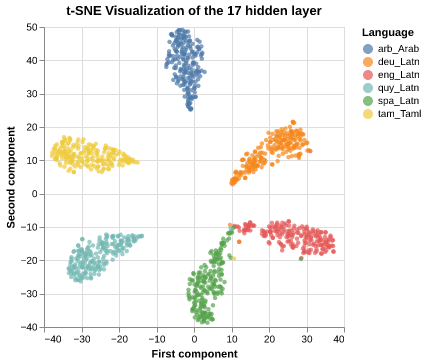 t-SNE Visualization of the 17 hidden layer
Language
arb_Arab
deu_Latn
eng_Latn
quy_Latn
spa_Latn
tam_Taml
Second component
50
40
30
20
10
0
−10
−20
−30
−40
−40 −30 −20 −10 0 10 20 30 40
First component